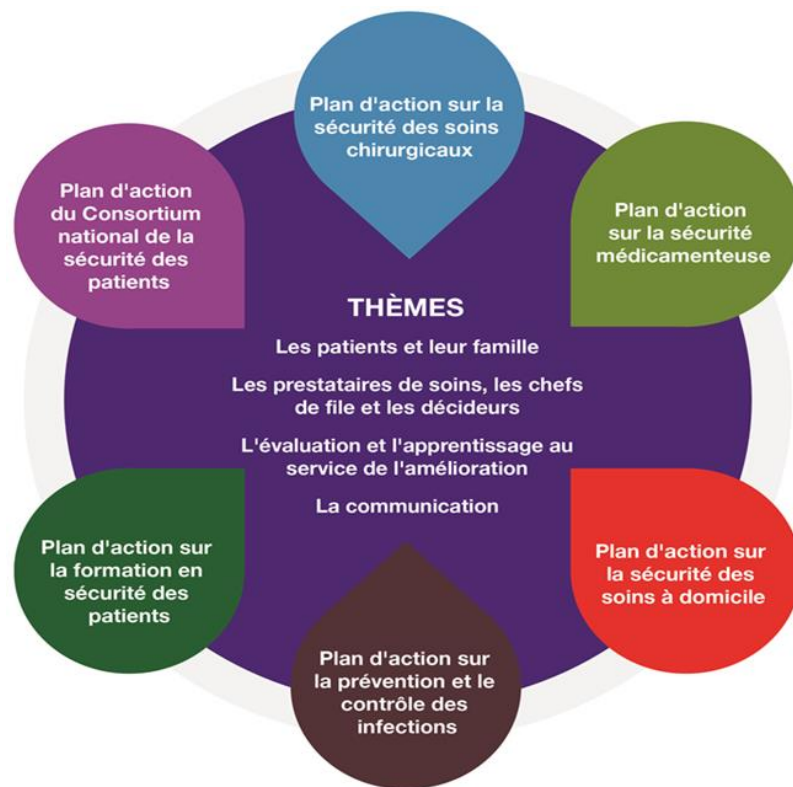 Plan d'action sur la
sécurité des soins
chirurgicaux
Plan d'action
du Consortium
national de la
sécurité des
patients
Plan d'action
sur la sécurité
médicamenteuse
THÈMES
Les patients et leur famille
Les prestataires de soins, les chefs
de file et les décideurs
L'évaluation et l'apprentissage au
service de l'amélioration
La communication
Plan d'action sur
la formation en
sécurité des
patients
Plan d'action sur
la sécurité des
soins à domicile
Plan d'action sur
la prévention et le
contrôle des
infections